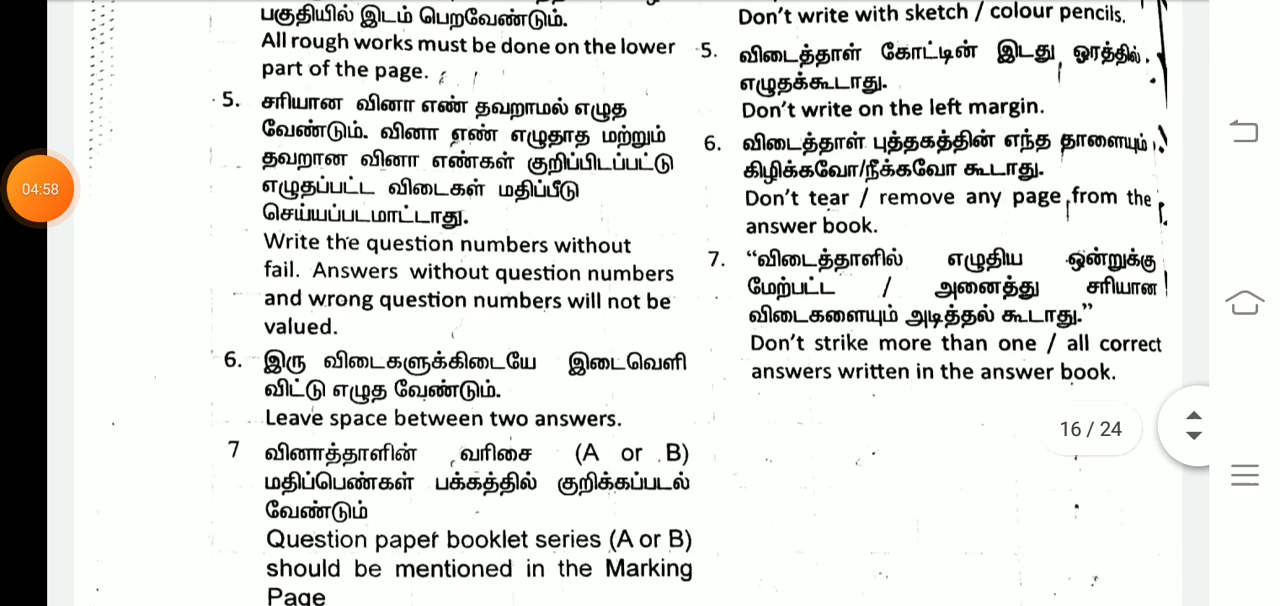 பகுதியில் இடம் பெறவேண்டும்.
All rough works must be done on the lower
part of the page.
5. சரியான வினா எண் தவறாமல் எழுத
வேண்டும். வினா எண் எழுதாத மற்றும்
தவறான வினா எண்கள் குறிப்பிடப்பட்டு
எழுதப்பட்ட விடைகள் மதிப்பீடு
செய்யப்படமாட்டாது.
Write the question numbers without
fail. Answers without question numbers
and wrong question numbers will not be
valued.
6. இரு விடைகளுக்கிடையே இடைவெளி
விட்டு எழுத வேண்டும்.
Leave space between two answers.
7 வினாத்தாளின் வரிசை (A or B)
மதிப்பெண்கள் பக்கத்தில் குறிக்கப்படல்
வேண்டும்
Question paper booklet series (A or B)
should be mentioned in the Marking
Page
Don't write with sketch / colour pencils.
5. விடைத்தாள் கோட்டின் இடது ஓரத்தில்
எழுதக்கூடாது.
Don't write on the left margin.
6. விடைத்தாள் புத்தகத்தின் எந்த தாளையும்
கிழிக்கவோ/நீக்கவோ கூடாது.
Don't tear / remove any page from the
answer book.
7. “விடைத்தாளில் எழுதிய ஒன்றுக்கு
மேற்பட்ட / அனைத்து சரியான
விடைகளையும் அடித்தல் கூடாது.”
Don't strike more than one / all correct
answers written in the answer book.
04:58
16 / 24